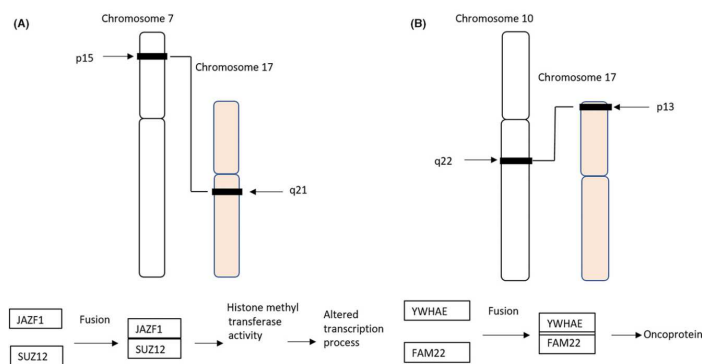 (A)
Chromosome 7
p15
Chromosome 17
q21
JAZF1
SUZ12
Fusion
JAZF1
SUZ12
Histone methyl
transferase
activity
Altered
transcription
process
(B)
Chromosome 10
Chromosome 17
p13
q22
YWHAE
FAM22
Fusion
YWHAE
FAM22
Oncoprotein